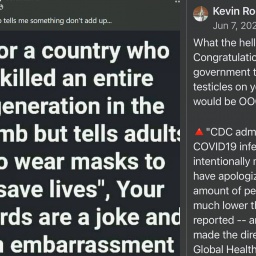 tells me something don't add up...
or a country who
killed an entire
generation in the
mb but tells adults
o wear masks to
save lives", Your
rds are a joke and
embarrassment
Kevin Ro
Jun 7, 202
What the hell
Congratulatio
government t
testicles on yo
would be OO
🔺"CDC adm
COVID19 infe
intentionally r
have apologiz
amount of pe
much lower th
reported -- an
made the dire
Global Health